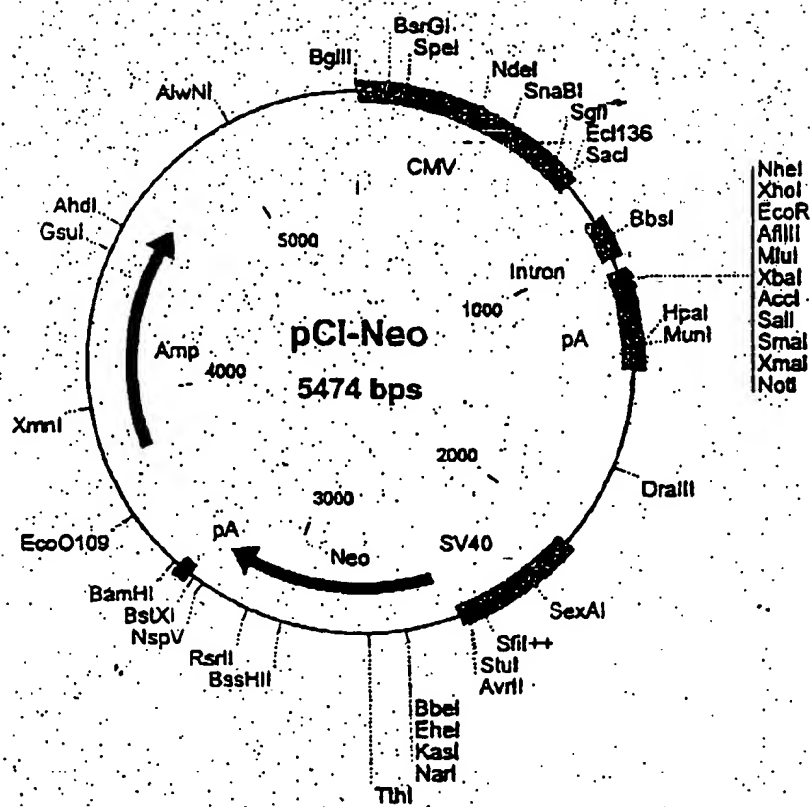 BsrGI
SpeI
BglII
NdeI
SnaBI
SgfI
Ecl136
SacI
AlwNI
CMV
NheI
XhoI
EcoR
AflIII
MluI
XbaI
AccI
SalI
SmaI
XmaI
NotI
BbsI
AhdI
GsuI
5000
Intron
1000
HpaI
MunI
pA
pCI-Neo
5474 bps
Amp
4000
XmnI
2000
DraIII
3000
EcoO109
pA
Neo
SV40
BamHI
BstXI
NspV
SexAI
RsrII
BssHII
SfiI++
StuI
AvrII
BbeI
EheI
KasI
NarI
TthI